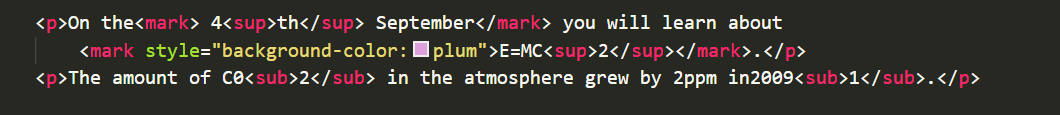 <p>On the<mark> 4<sup>th</sup> September</mark> you will learn about
<mark style="background-color:plum">E=MC<sup>2</sup></mark>.</p>
<p>The amount of C0<sub>2</sub> in the atmosphere grew by 2ppm in2009<sub>1</sub>.</p>